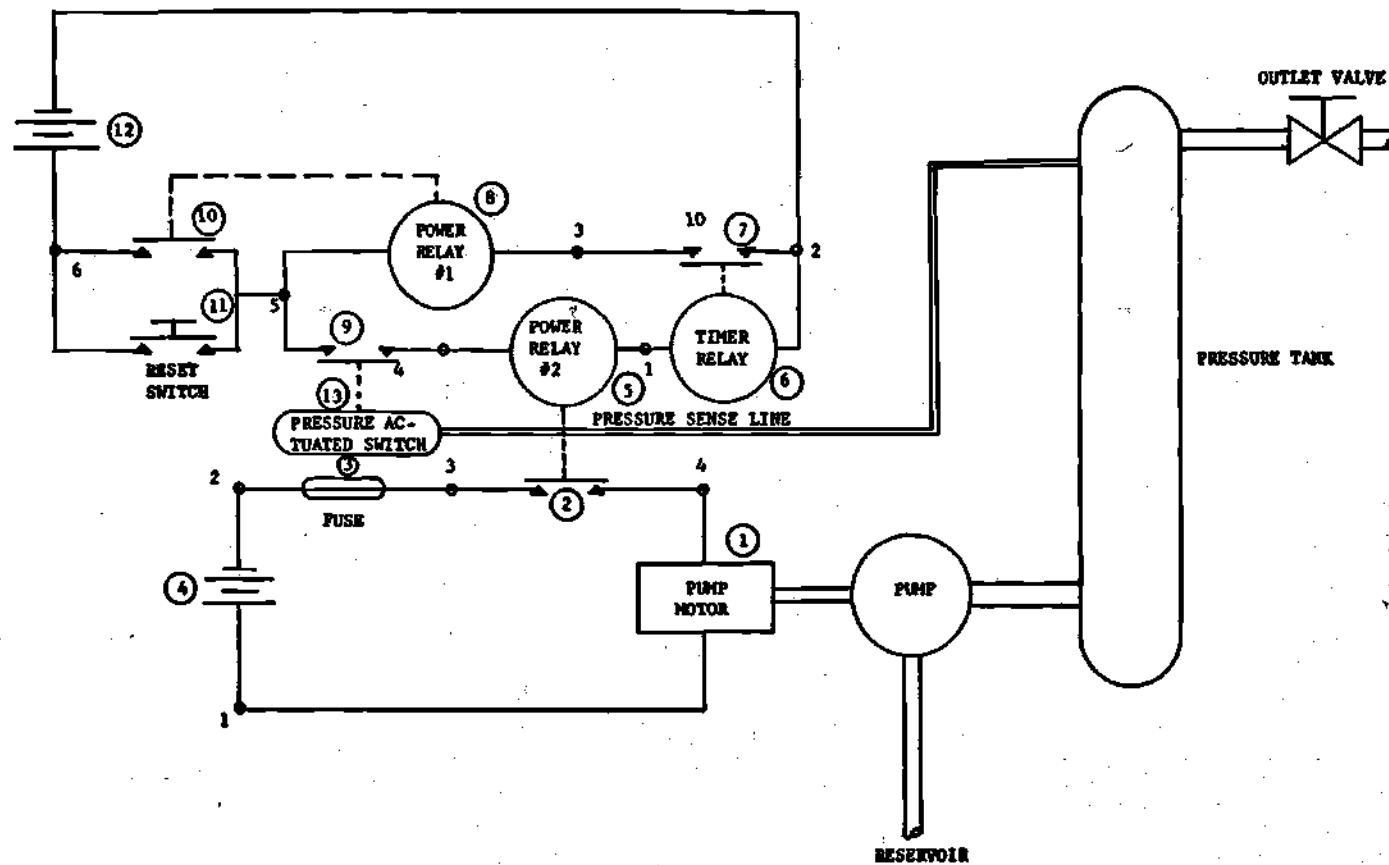 OUTLET VALVE
12
8
10
POWER
RELAY
#1
3
10
7
2
6
11
5
9
4
POWER
RELAY
#2
1
TIMER
RELAY
6
5
RESET
SWITCH
13
PRESSURE TANK
PRESSURE AC-
TUATED SWITCH
PRESSURE SENSE LINE
3
2
3
4
2
FUSE
1
4
PUMP
MOTOR
PUMP
1
RESERVOIR